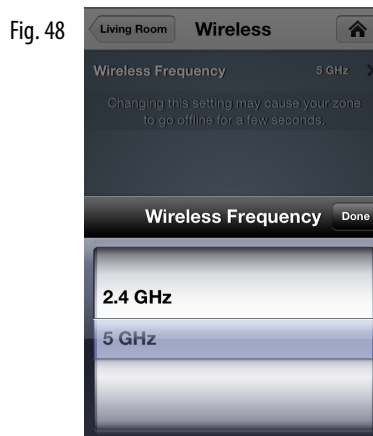 Fig. 48
Living Room Wireless
Wireless Frequency 5 GHz
Changing this setting may cause your zone
to go offline for a few seconds.
Wireless Frequency Done
2.4 GHz
5 GHz